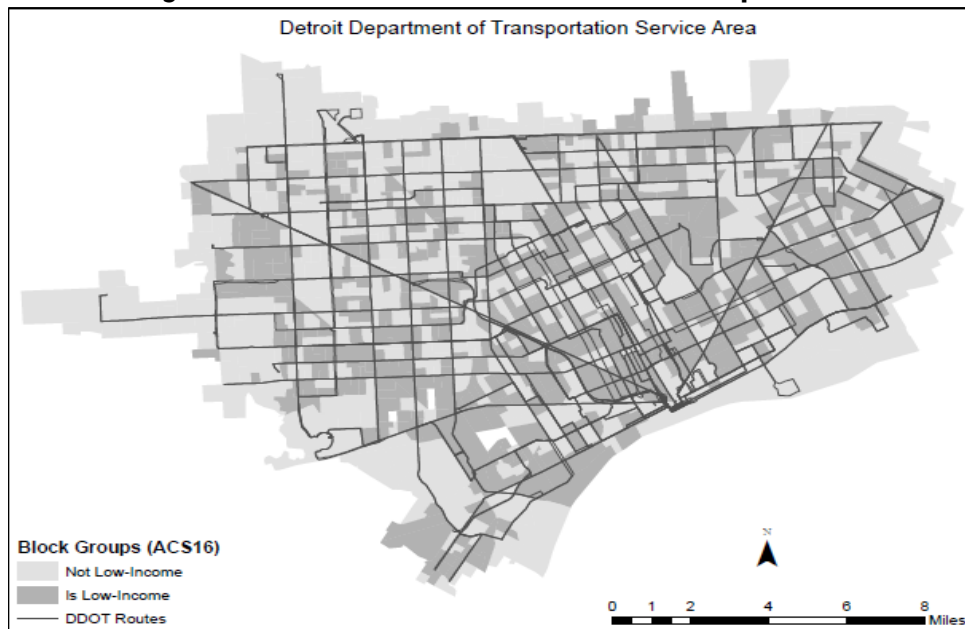 Detroit Department of Transportation Service Area
Block Groups (ACS16)
Not Low-Income
Is Low-Income
DDOT Routes
N
0 1 2 4 6 8
Miles